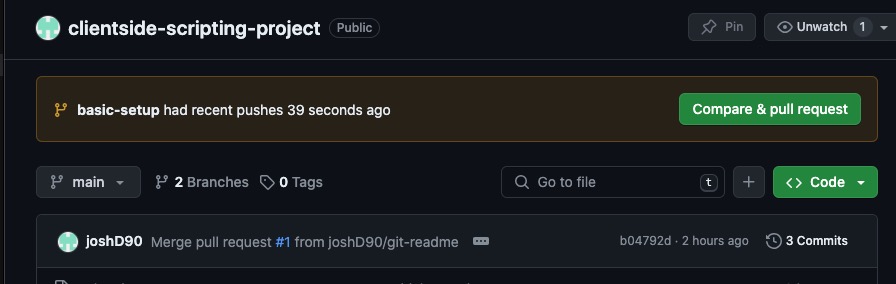 clientside-scripting-project Public Pin Unwatch 1
basic-setup had recent pushes 39 seconds ago Compare & pull request
main 2 Branches 0 Tags Go to file t + Code
joshD90 Merge pull request #1 from joshD90/git-readme b04792d · 2 hours ago 3 Commits